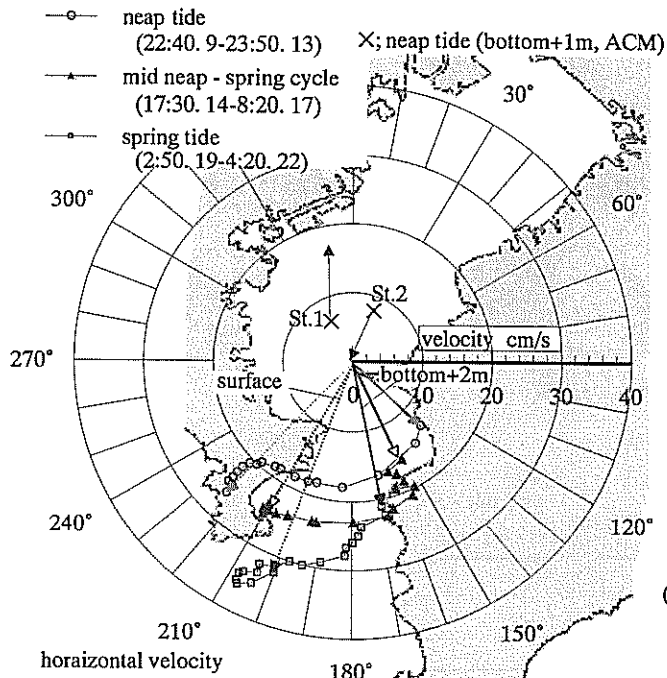 neap tide
(22:40. 9-23:50. 13)
X; neap tide (bottom+1m, ACM)
mid neap - spring cycle
(17:30. 14-8:20. 17)
spring tide
(2:50. 19-4:20. 22)
30°
300°
60°
St.2
St.1
velocity cm/s
270°
surface
bottom+2m
0
10
20
30
40
240°
120°
(
210°
150°
180°
horaizontal velocity